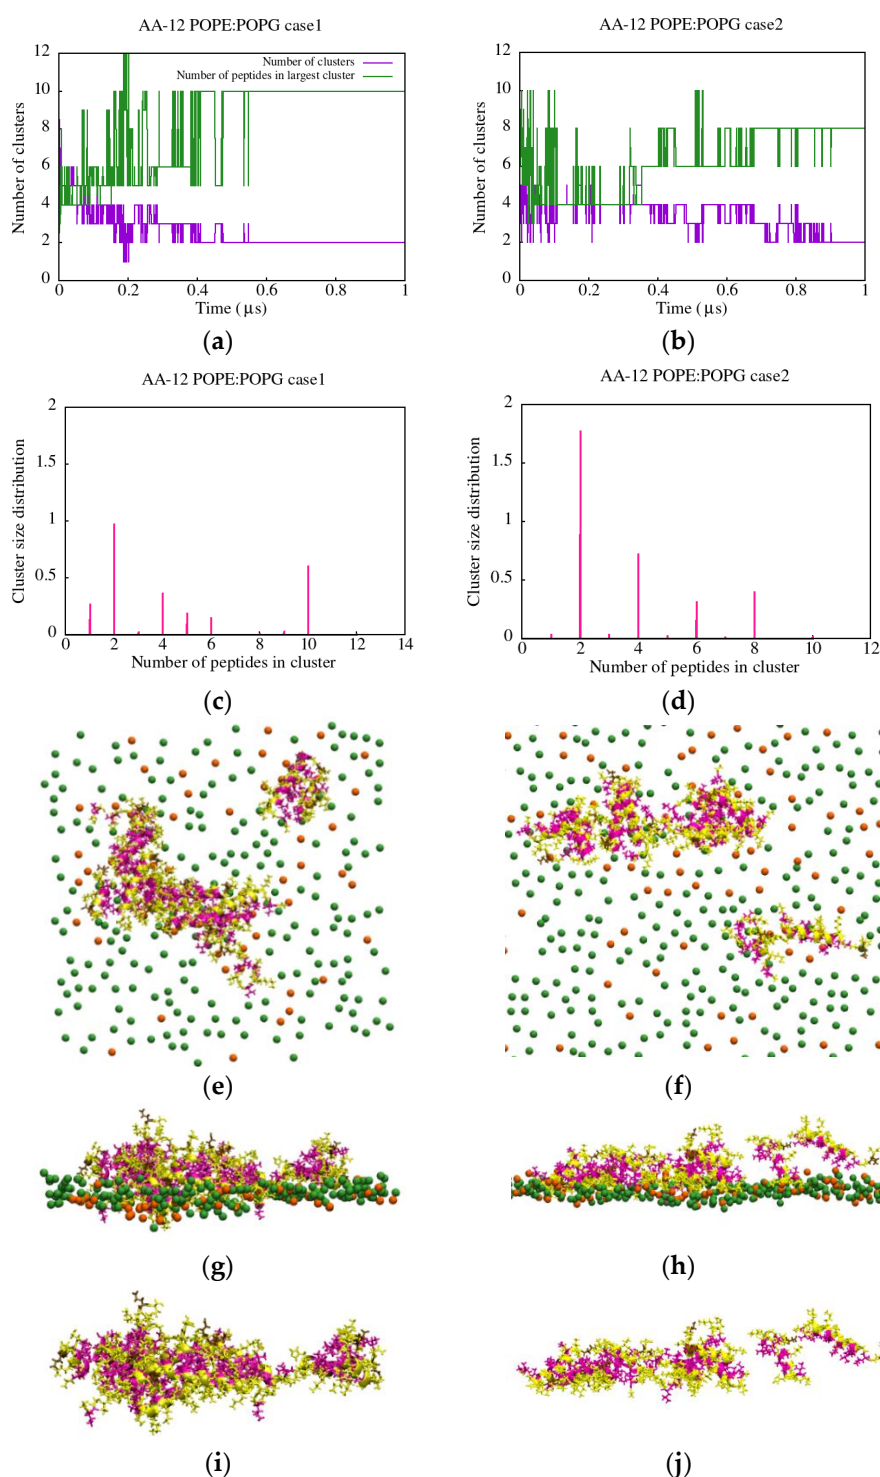 AA-12 POPE:POPG case1
12
10
8
6
4
2
0
Number of clusters
Number of clusters
Number of peptides in largest cluster
0
0.2
0.4
0.6
0.8
1
Time (μs)
(a)
AA-12 POPE:POPG case2
12
10
8
6
4
2
0
Number of clusters
0
0.2
0.4
0.6
0.8
1
Time (μs)
(b)
AA-12 POPE:POPG case1
2
1.5
1
0.5
0
Cluster size distribution
0
2
4
6
8
10
12
14
Number of peptides in cluster
(c)
AA-12 POPE:POPG case2
2
1.5
1
0.5
0
Cluster size distribution
2
4
6
8
10
12
Number of peptides in cluster
(d)
(e)
(f)
(g)
(h)
(i)
(j)